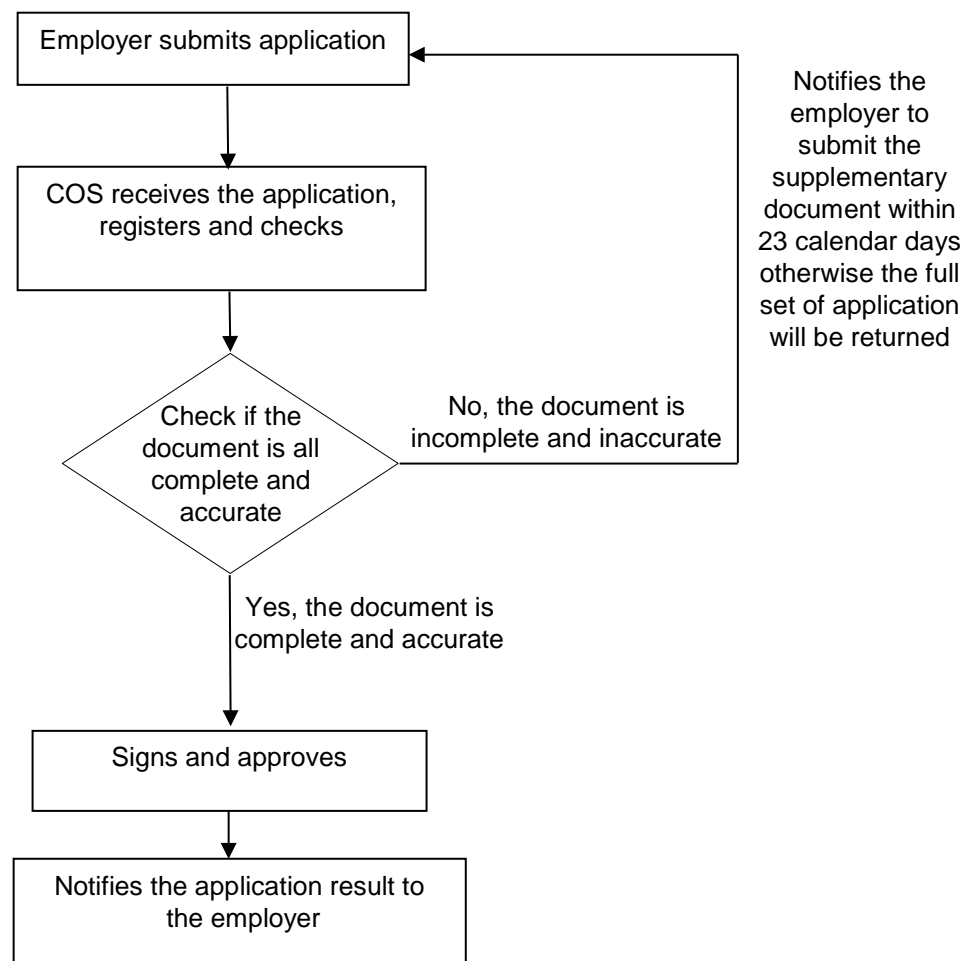 Employer submits application
Notifies the
employer to
submit the
supplementary
document within
23 calendar days
otherwise the full
set of application
will be returned
COS receives the application,
registers and checks
Check if the
document is all
complete and
accurate
No, the document is
incomplete and inaccurate
Yes, the document is
complete and accurate
Signs and approves
Notifies the application result to
the employer